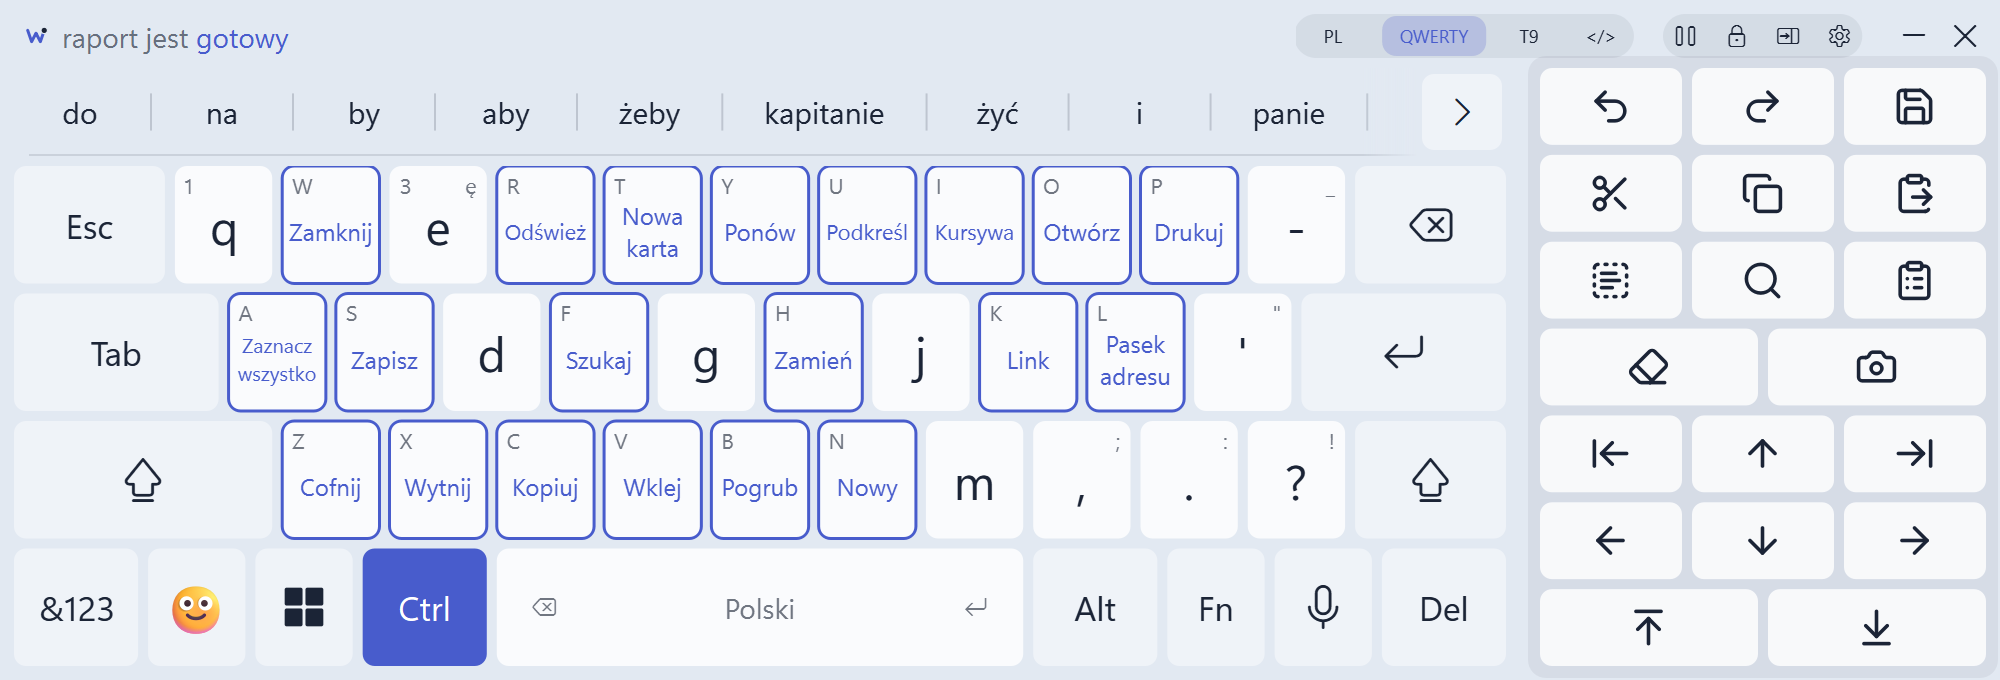 raport jest gotowy
PL QWERTY T9 </>
do na by aby żeby kapitanie żyć i panie
Esc
1 q
W Zamknij
3 ę e
R Odśwież
T Nowa
karta
Y Ponów
U Podkreśl
I Kursywa
O Otwórz
P Drukuj
_ -
Tab
A Zaznacz
wszystko
S Zapisz
d
F Szukaj
g
H Zamień
j
K Link
L Pasek
adresu
" '
Z Cofnij
X Wytnij
C Kopiuj
V Wklej
B Pogrub
N Nowy
m
; ,
: .
! ?
&123 Ctrl Polski Alt Fn Del